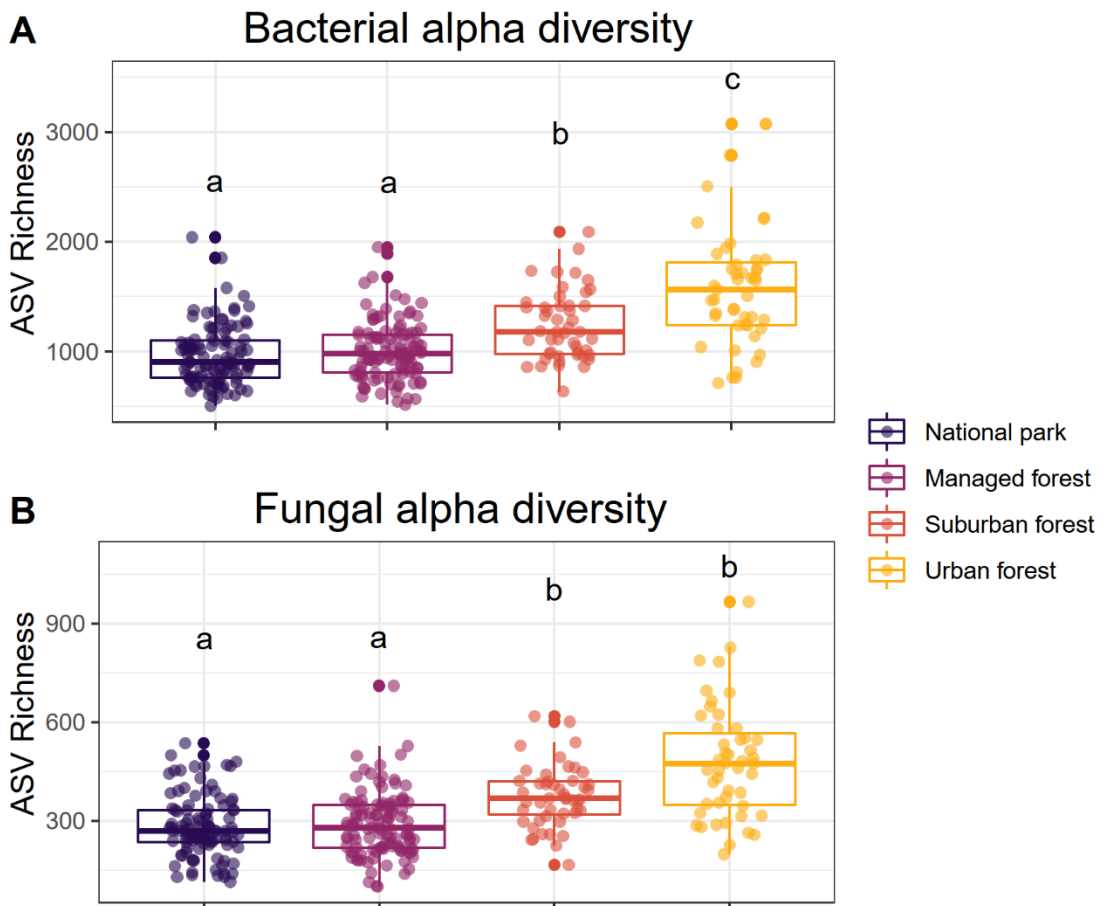 A
Bacterial alpha diversity
ASV Richness
3000
2000
1000
a
a
b
c
B
Fungal alpha diversity
ASV Richness
900
600
300
a
a
b
b
National park
Managed forest
Suburban forest
Urban forest